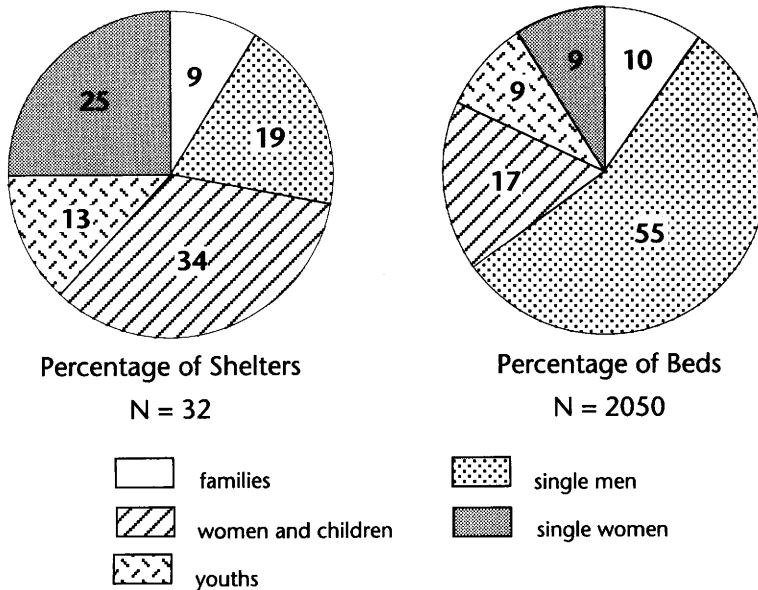 9
25
19
13
34
Percentage of Shelters
N = 32
9
10
9
17
55
Percentage of Beds
N = 2050
families
women and children
youths
single men
single women